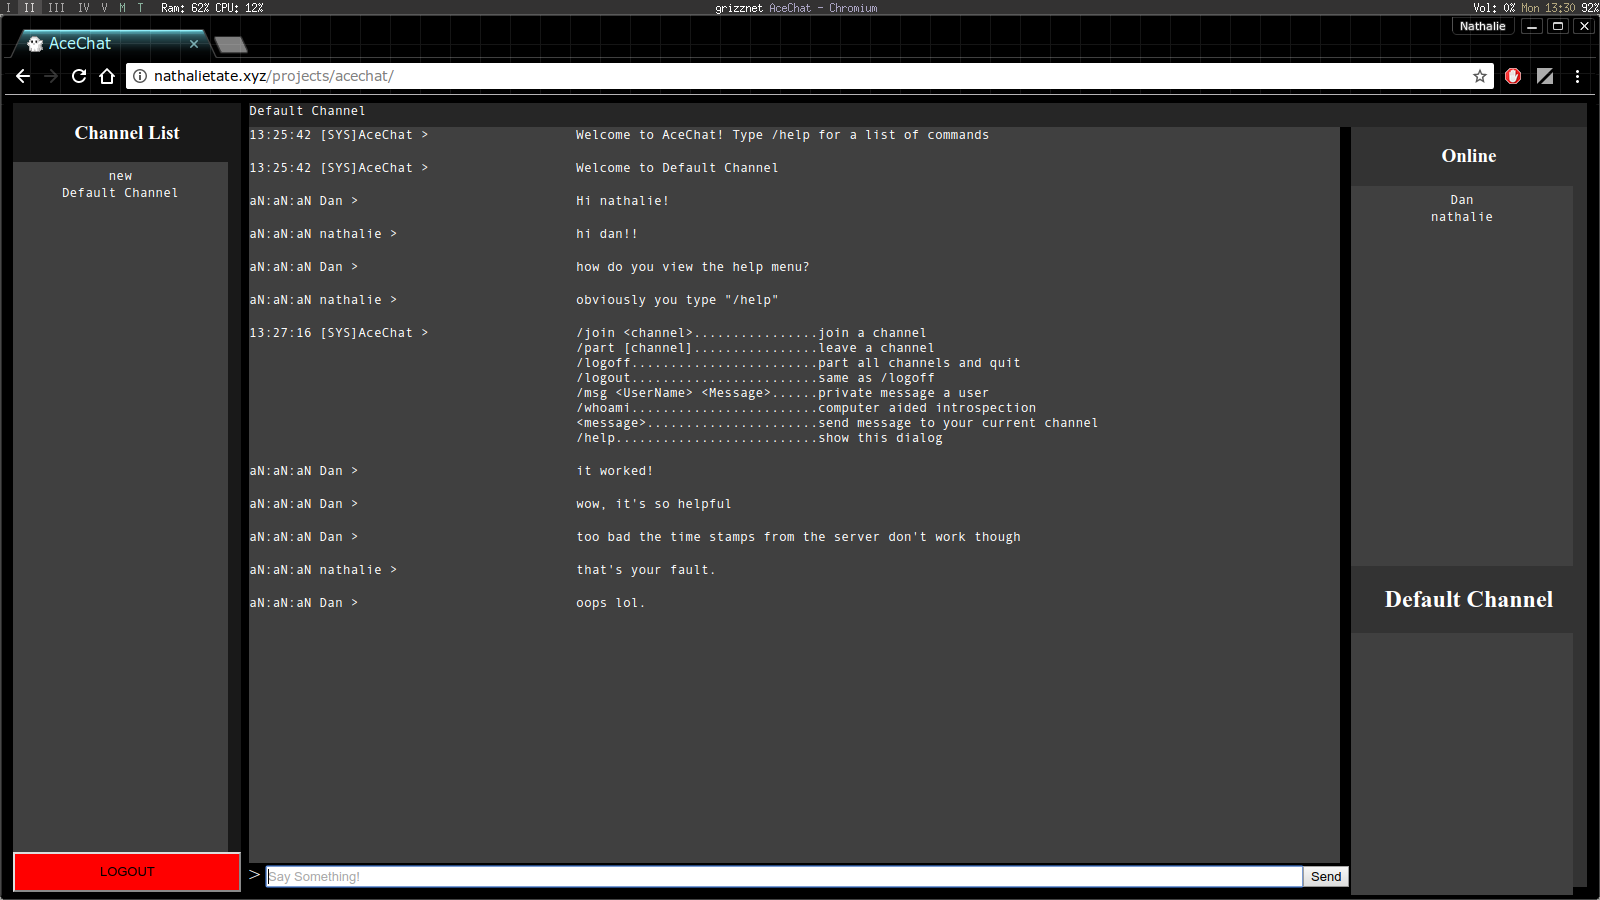 I II III IV V M T Ram: 62% CPU: 12% grizznet AceChat - Chromium Vol: 0% Mon 13:30 92%
Nathalie
AceChat
nathalietate.xyz/projects/acechat/
Channel List
new
Default Channel
LOGOUT
Default Channel
13:25:42 [SYS]AceChat > Welcome to AceChat! Type /help for a list of commands
13:25:42 [SYS]AceChat > Welcome to Default Channel
aN:aN:aN Dan > Hi nathalie!
aN:aN:aN nathalie > hi dan!!
aN:aN:aN Dan > how do you view the help menu?
aN:aN:aN nathalie > obviously you type "/help"
13:27:16 [SYS]AceChat > /join <channel>................join a channel
/part [channel]................leave a channel
/logoff........................part all channels and quit
/logout........................same as /logoff
/msg <UserName> <Message>......private message a user
/whoami........................computer aided introspection
<message>......................send message to your current channel
/help..........................show this dialog
aN:aN:aN Dan > it worked!
aN:aN:aN Dan > wow, it's so helpful
aN:aN:aN Dan > too bad the time stamps from the server don't work though
aN:aN:aN nathalie > that's your fault.
aN:aN:aN Dan > oops lol.
> Say Something! Send
Online
Dan
nathalie
Default Channel